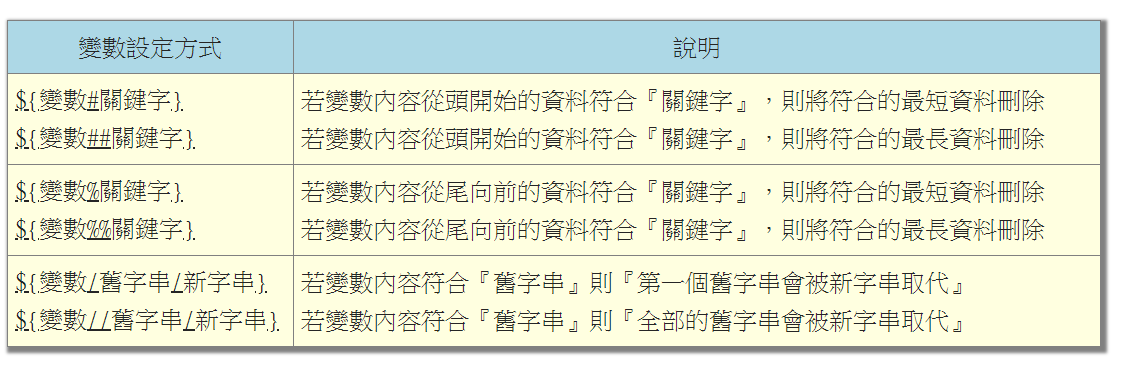 變數設定方式 說明
${變數#關鍵字} 若變數內容從頭開始的資料符合『關鍵字』，則將符合的最短資料刪除
${變數##關鍵字} 若變數內容從頭開始的資料符合『關鍵字』，則將符合的最長資料刪除
${變數%關鍵字} 若變數內容從尾向前的資料符合『關鍵字』，則將符合的最短資料刪除
${變數%%關鍵字} 若變數內容從尾向前的資料符合『關鍵字』，則將符合的最長資料刪除
${變數/舊字串/新字串} 若變數內容符合『舊字串』則『第一個舊字串會被新字串取代』
${變數//舊字串/新字串} 若變數內容符合『舊字串』則『全部的舊字串會被新字串取代』